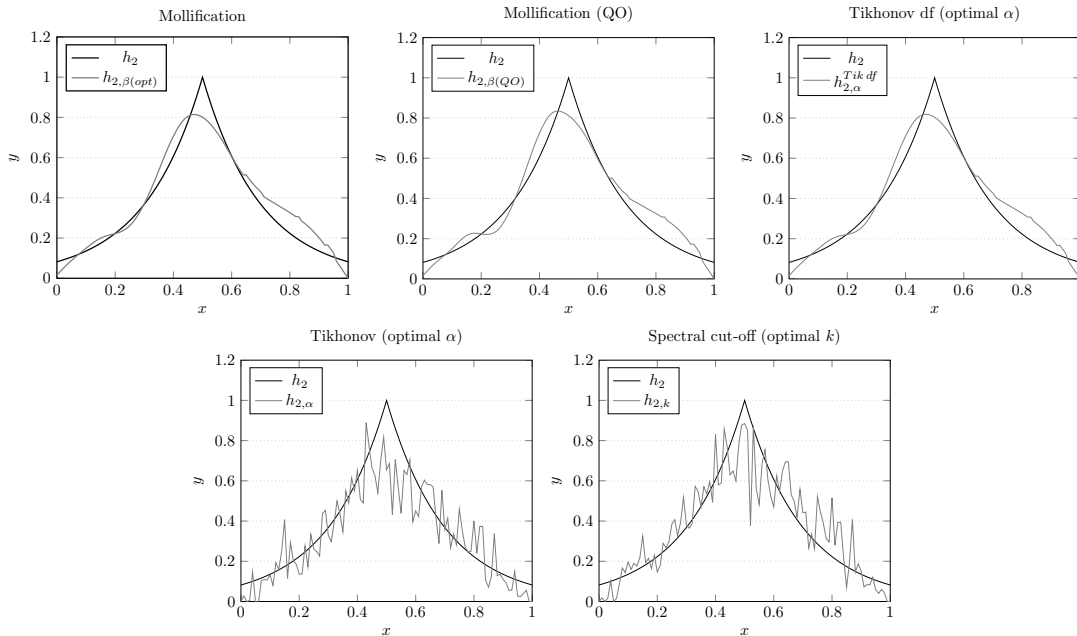 Mollification
1.2
1
0.8
0.6
0.4
0.2
0
y
h₂
h₂,β(opt)
0 0.2 0.4 0.6 0.8 1
x
Mollification (QO)
1.2
1
0.8
0.6
0.4
0.2
0
y
h₂
h₂,β(QO)
0 0.2 0.4 0.6 0.8 1
x
Tikhonov df (optimal α)
1.2
1
0.8
0.6
0.4
0.2
0
y
h₂
h₂,α^Tik df
0 0.2 0.4 0.6 0.8
x
Tikhonov (optimal α)
1.2
1
0.8
0.6
0.4
0.2
0
y
h₂
h₂,α
0 0.2 0.4 0.6 0.8 1
x
Spectral cut-off (optimal k)
1.2
1
0.8
0.6
0.4
0.2
0
y
h₂
h₂,k
0 0.2 0.4 0.6 0.8 1
x